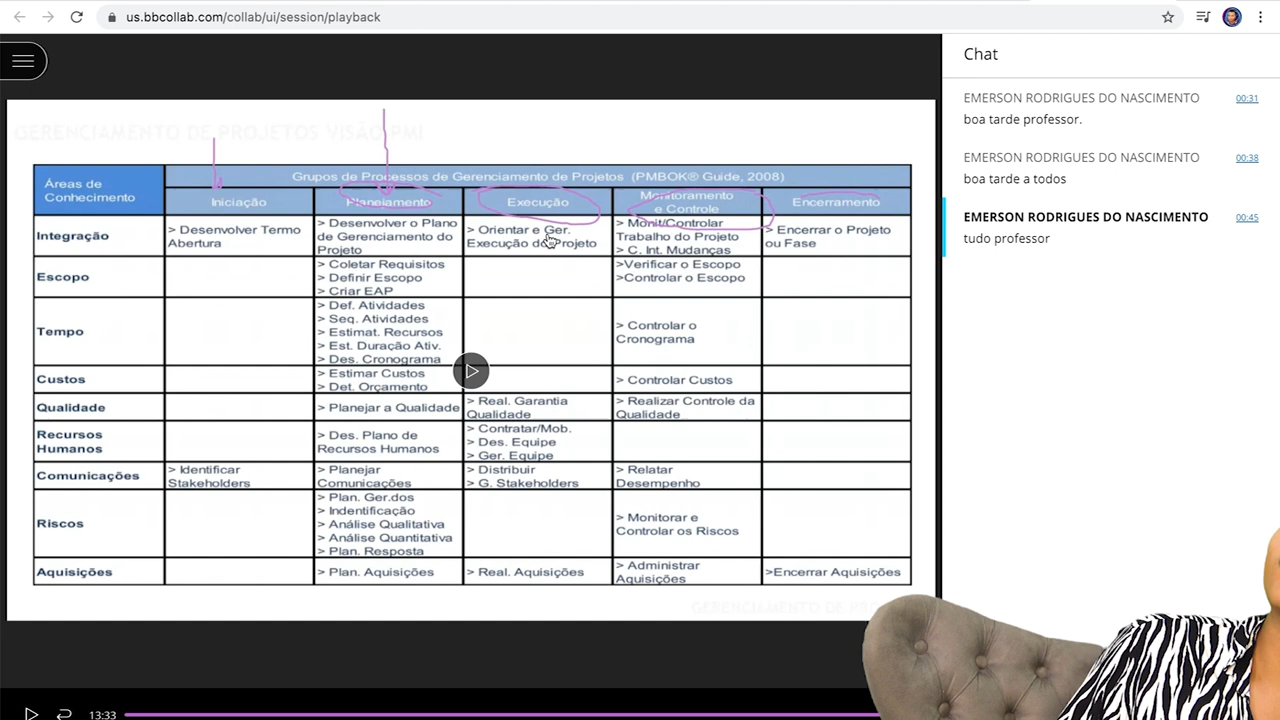 us.bbcollab.com/collab/ui/session/playback
Chat
EMERSON RODRIGUES DO NASCIMENTO 00:31
boa tarde professor.
EMERSON RODRIGUES DO NASCIMENTO 00:38
boa tarde a todos
EMERSON RODRIGUES DO NASCIMENTO 00:45
tudo professor
GERENCIAMENTO DE PROJETOS VISÃO PMI
Áreas de
Conhecimento
Grupos de Processos de Gerenciamento de Projetos (PMBOK® Guide, 2008)
Iniciação
Planejamento
Execução
Monitoramento
e Controle
Encerramento
Integração
> Desenvolver Termo
Abertura
> Desenvolver o Plano
de Gerenciamento do
Projeto
> Orientar e Ger.
Execução do Projeto
> Monit/Controlar
Trabalho do Projeto
> C. Int. Mudanças
> Encerrar o Projeto
ou Fase
Escopo
> Coletar Requisitos
> Definir Escopo
> Criar EAP
>Verificar o Escopo
>Controlar o Escopo
Tempo
> Def. Atividades
> Seq. Atividades
> Estimat. Recursos
> Est. Duração Ativ.
> Des. Cronograma
> Controlar o
Cronograma
Custos
> Estimar Custos
> Det. Orçamento
> Controlar Custos
Qualidade
> Planejar a Qualidade
> Real. Garantia
Qualidade
> Realizar Controle da
Qualidade
Recursos
Humanos
> Des. Plano de
Recursos Humanos
> Contratar/Mob.
> Des. Equipe
> Ger. Equipe
Comunicações
> Identificar
Stakeholders
> Planejar
Comunicações
> Distribuir
> G. Stakeholders
> Relatar
Desempenho
Riscos
> Plan. Ger.dos
> Indentificação
> Análise Qualitativa
> Análise Quantitativa
> Plan. Resposta
> Monitorar e
Controlar os Riscos
Aquisições
> Plan. Aquisições
> Real. Aquisições
> Administrar
Aquisições
>Encerrar Aquisições
GERENCIAMENTO DE
13:33